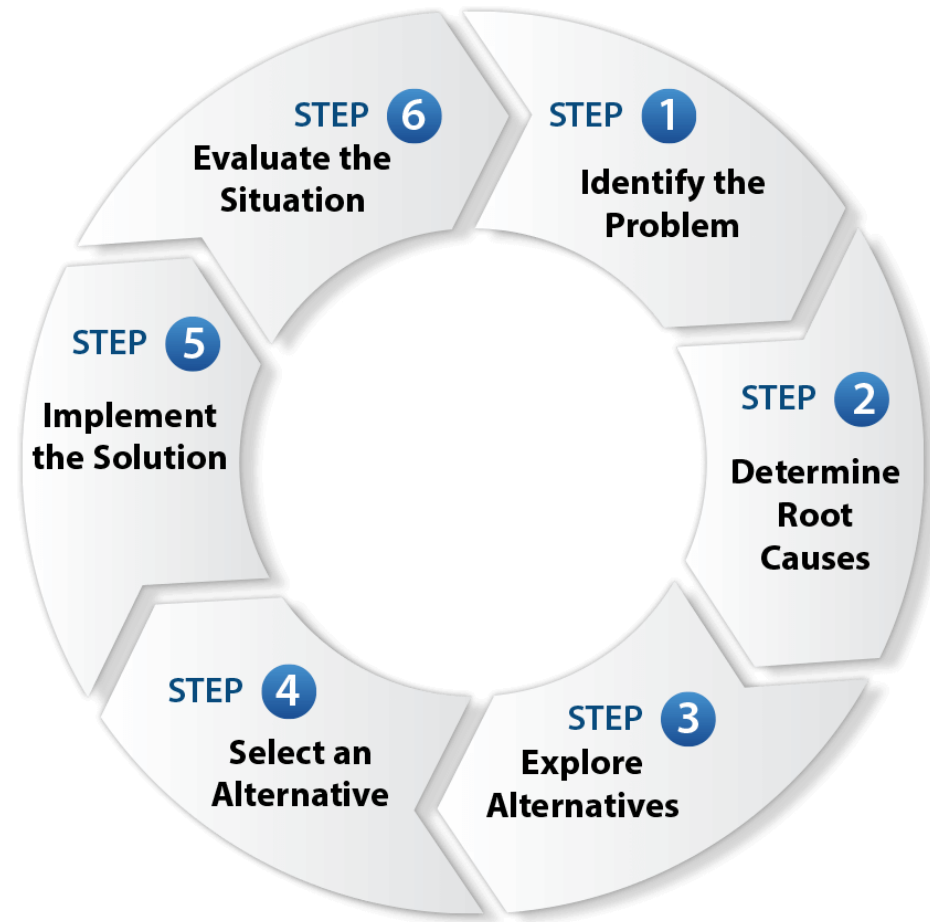 STEP 1
Identify the
Problem
STEP 2
Determine
Root
Causes
STEP 3
Explore
Alternatives
STEP 4
Select an
Alternative
STEP 5
Implement
the Solution
STEP 6
Evaluate the
Situation